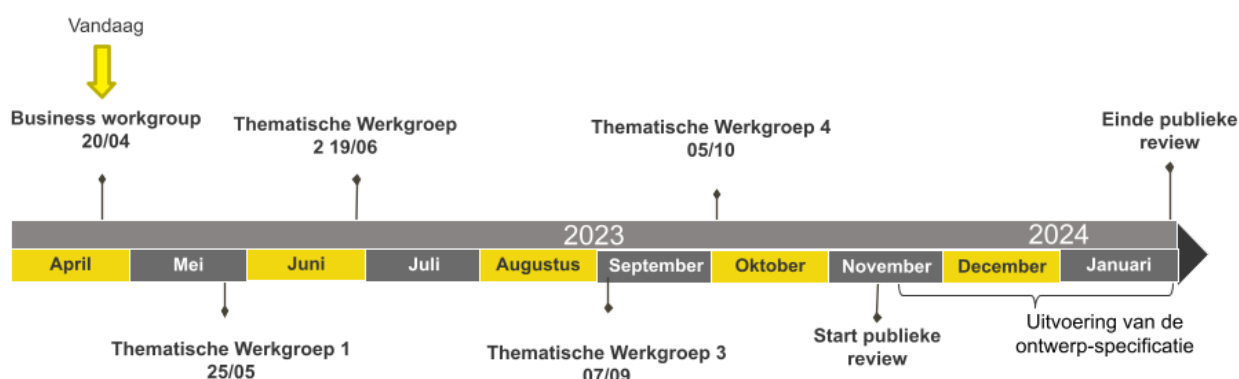 Vandaag
Business workgroup
20/04
Thematische Werkgroep
2 19/06
Thematische Werkgroep 4
05/10
Einde publieke
review
2023
2024
April
Mei
Juni
Juli
Augustus
September
Oktober
November
December
Januari
Thematische Werkgroep 1
25/05
Thematische Werkgroep 3
07/09
Start publieke
review
Uitvoering van de
ontwerp-specificatie